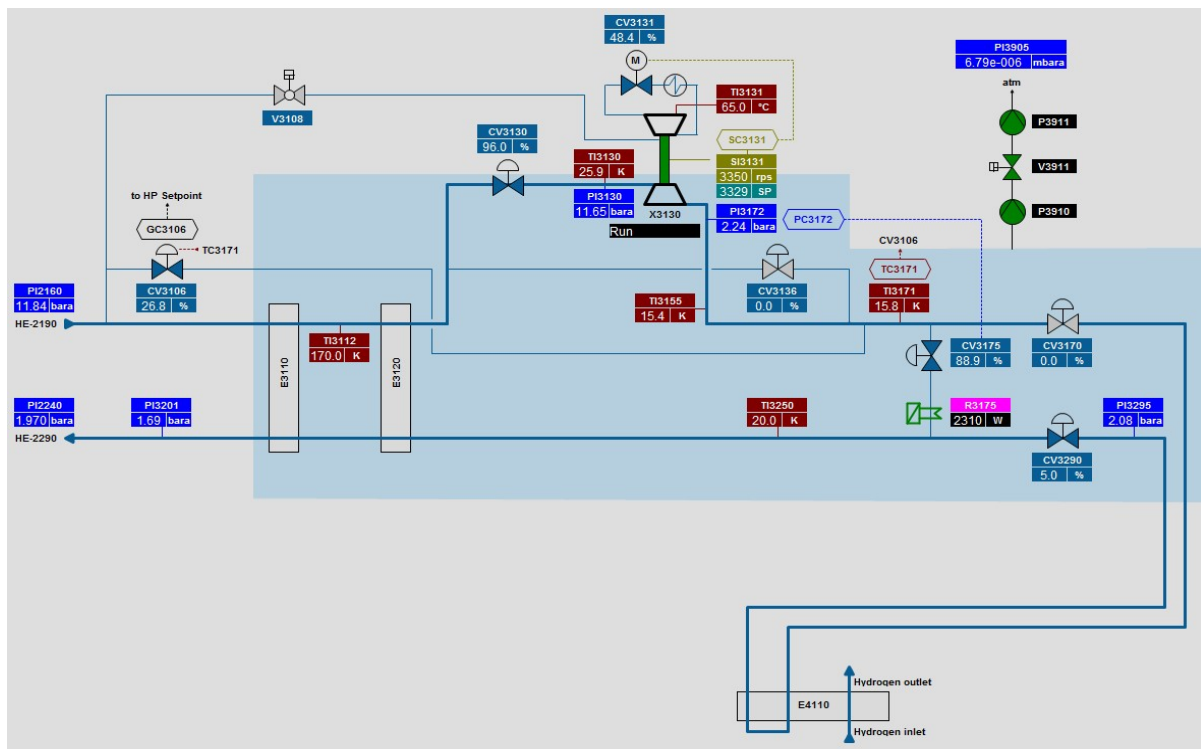 CV3131
48.4 %
M
PI3905
6.79e-006 mbara
atm
TI3131
65.0 °C
P3911
V3108
CV3130
96.0 %
SC3131
TI3130
25.9 K
SI3131
3350 rps
3329 SP
V3911
to HP Setpoint
PI3130
11.65 bara
X3130
PI3172
2.24 bara
PC3172
P3910
GC3106
Run
TC3171
CV3106
TC3171
PI2160
11.84 bara
HE-2190
CV3106
26.8 %
CV3136
0.0 %
TI3155
15.4 K
TI3171
15.8 K
TI3112
170.0 K
CV3175
88.9 %
CV3170
0.0 %
E3110
E3120
PI2240
1.970 bara
HE-2290
PI3201
1.69 bara
TI3250
20.0 K
R3175
2310 W
PI3295
2.08 bara
CV3290
5.0 %
Hydrogen outlet
E4110
Hydrogen inlet